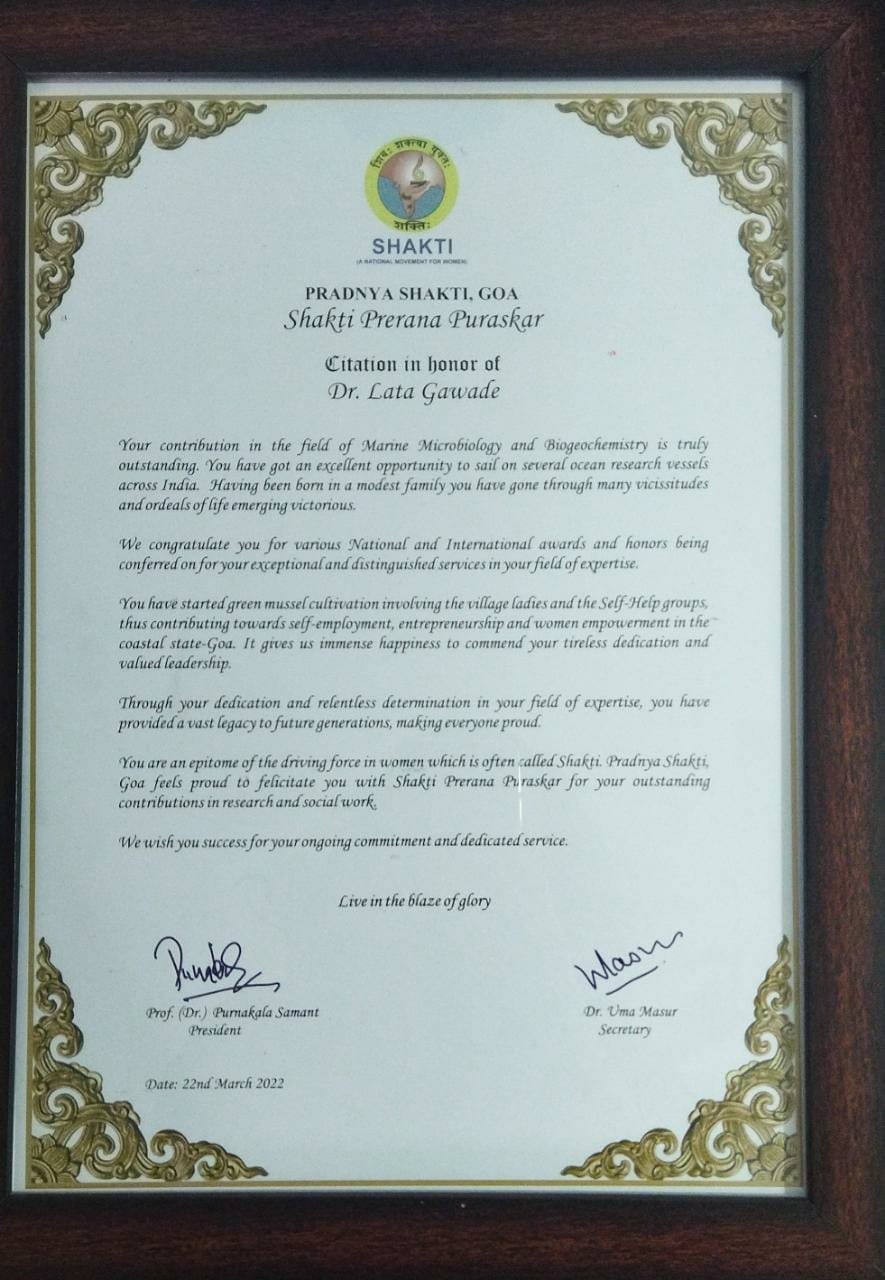 शिवः शक्त्या युक्तः
शक्तिः
SHAKTI
(A NATIONAL MOVEMENT FOR WOMEN)
PRADNYA SHAKTI, GOA
Shakti Prerana Puraskar
Citation in honor of
Dr. Lata Gawade
Your contribution in the field of Marine Microbiology and Biogeochemistry is truly
outstanding. You have got an excellent opportunity to sail on several ocean research vessels
across India. Having been born in a modest family you have gone through many vicissitudes
and ordeals of life emerging victorious.
We congratulate you for various National and International awards and honors being
conferred on for your exceptional and distinguished services in your field of expertise.
You have started green mussel cultivation involving the village ladies and the Self-Help groups,
thus contributing towards self-employment, entrepreneurship and women empowerment in the
coastal state-Goa. It gives us immense happiness to commend your tireless dedication and
valued leadership.
Through your dedication and relentless determination in your field of expertise, you have
provided a vast legacy to future generations, making everyone proud.
You are an epitome of the driving force in women which is often called Shakti. Pradnya Shakti,
Goa feels proud to felicitate you with Shakti Prerana Puraskar for your outstanding
contributions in research and social work.
We wish you success for your ongoing commitment and dedicated service.
Live in the blaze of glory
Prof. (Dr.) Purnakala Samant
President
Dr. Uma Masur
Secretary
Date: 22nd March 2022